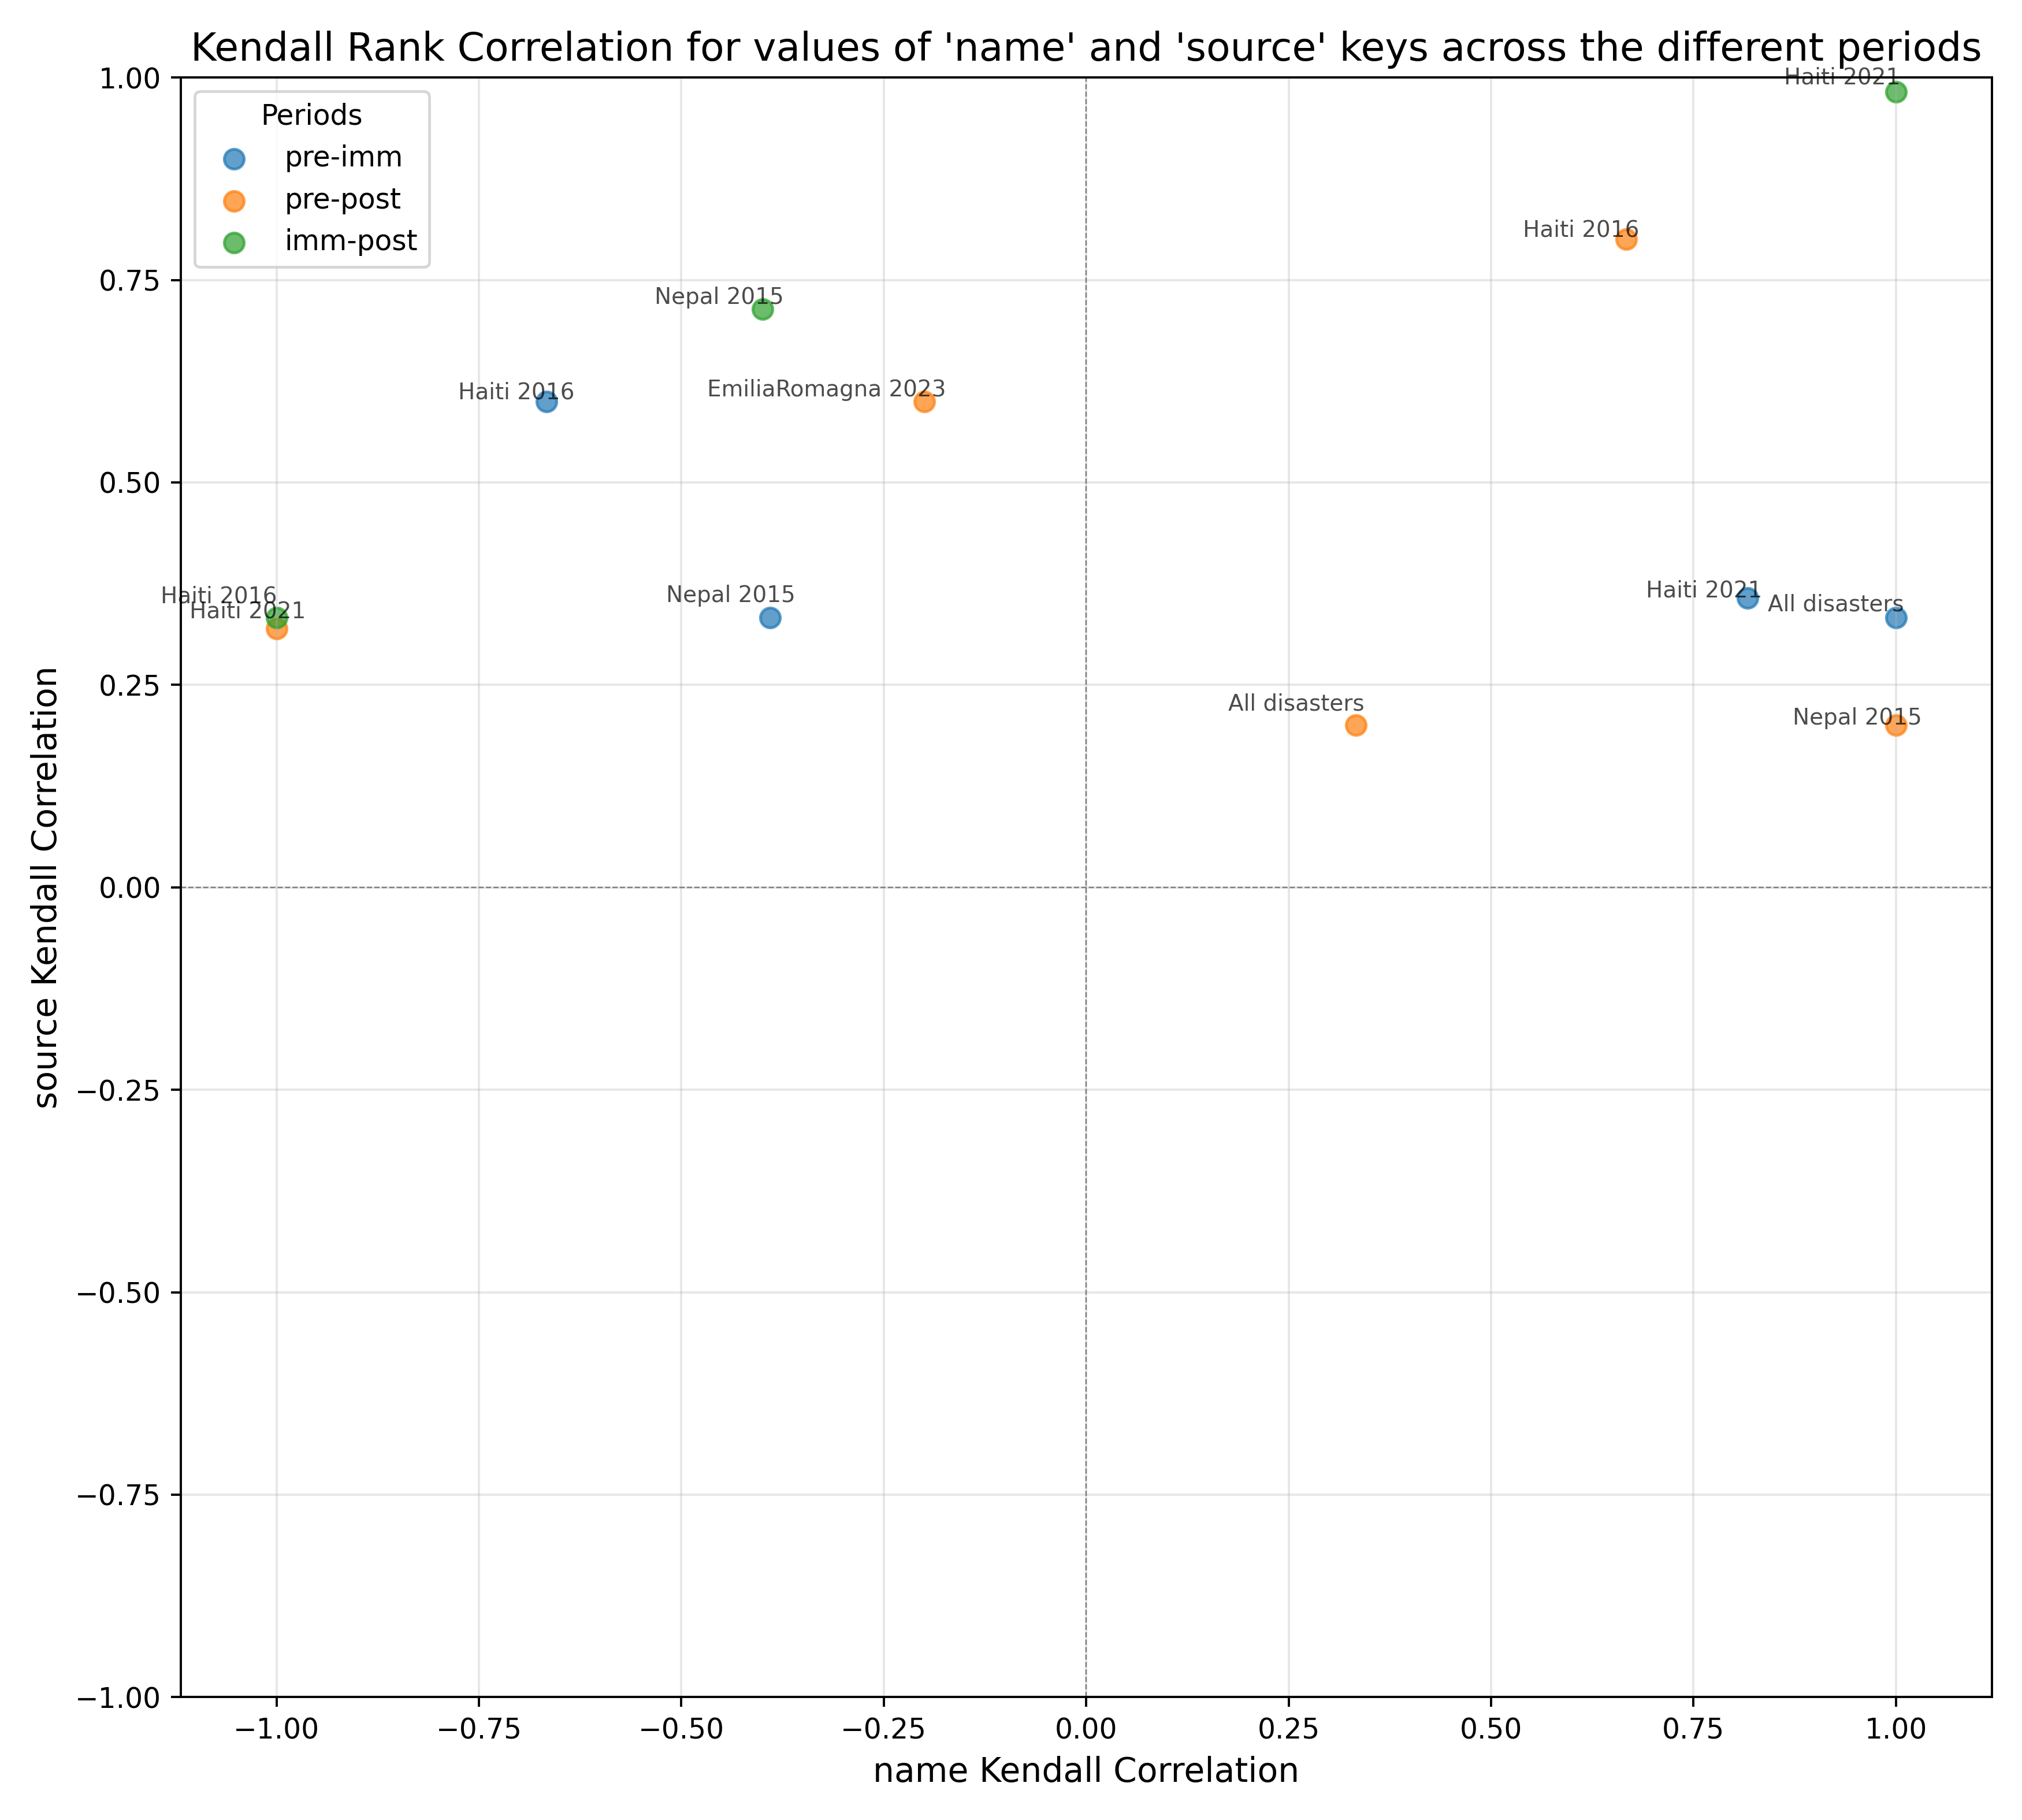 Kendall Rank Correlation for values of 'name' and 'source' keys across the different periods
1.00
0.75
0.50
0.25
0.00
−0.25
−0.50
−0.75
−1.00
source Kendall Correlation
Periods
pre-imm
pre-post
imm-post
Haiti 2021
Haiti 2016
Nepal 2015
EmiliaRomagna 2023
Haiti 2016
Haiti 2016
Haiti 2021
Nepal 2015
Haiti 2021
All disasters
All disasters
Nepal 2015
−1.00
−0.75
−0.50
−0.25
0.00
0.25
0.50
0.75
1.00
name Kendall Correlation